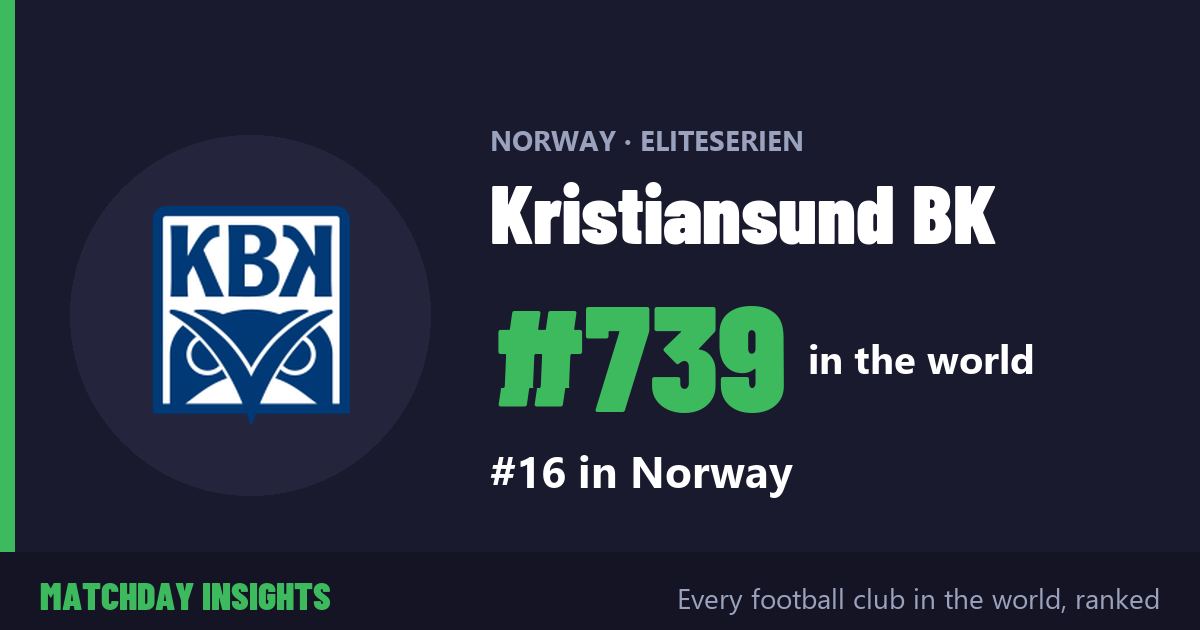 NORWAY · ELITESERIEN
Kristiansund BK
KBK
#739 in the world
#16 in Norway
MATCHDAY INSIGHTS
Every football club in the world, ranked